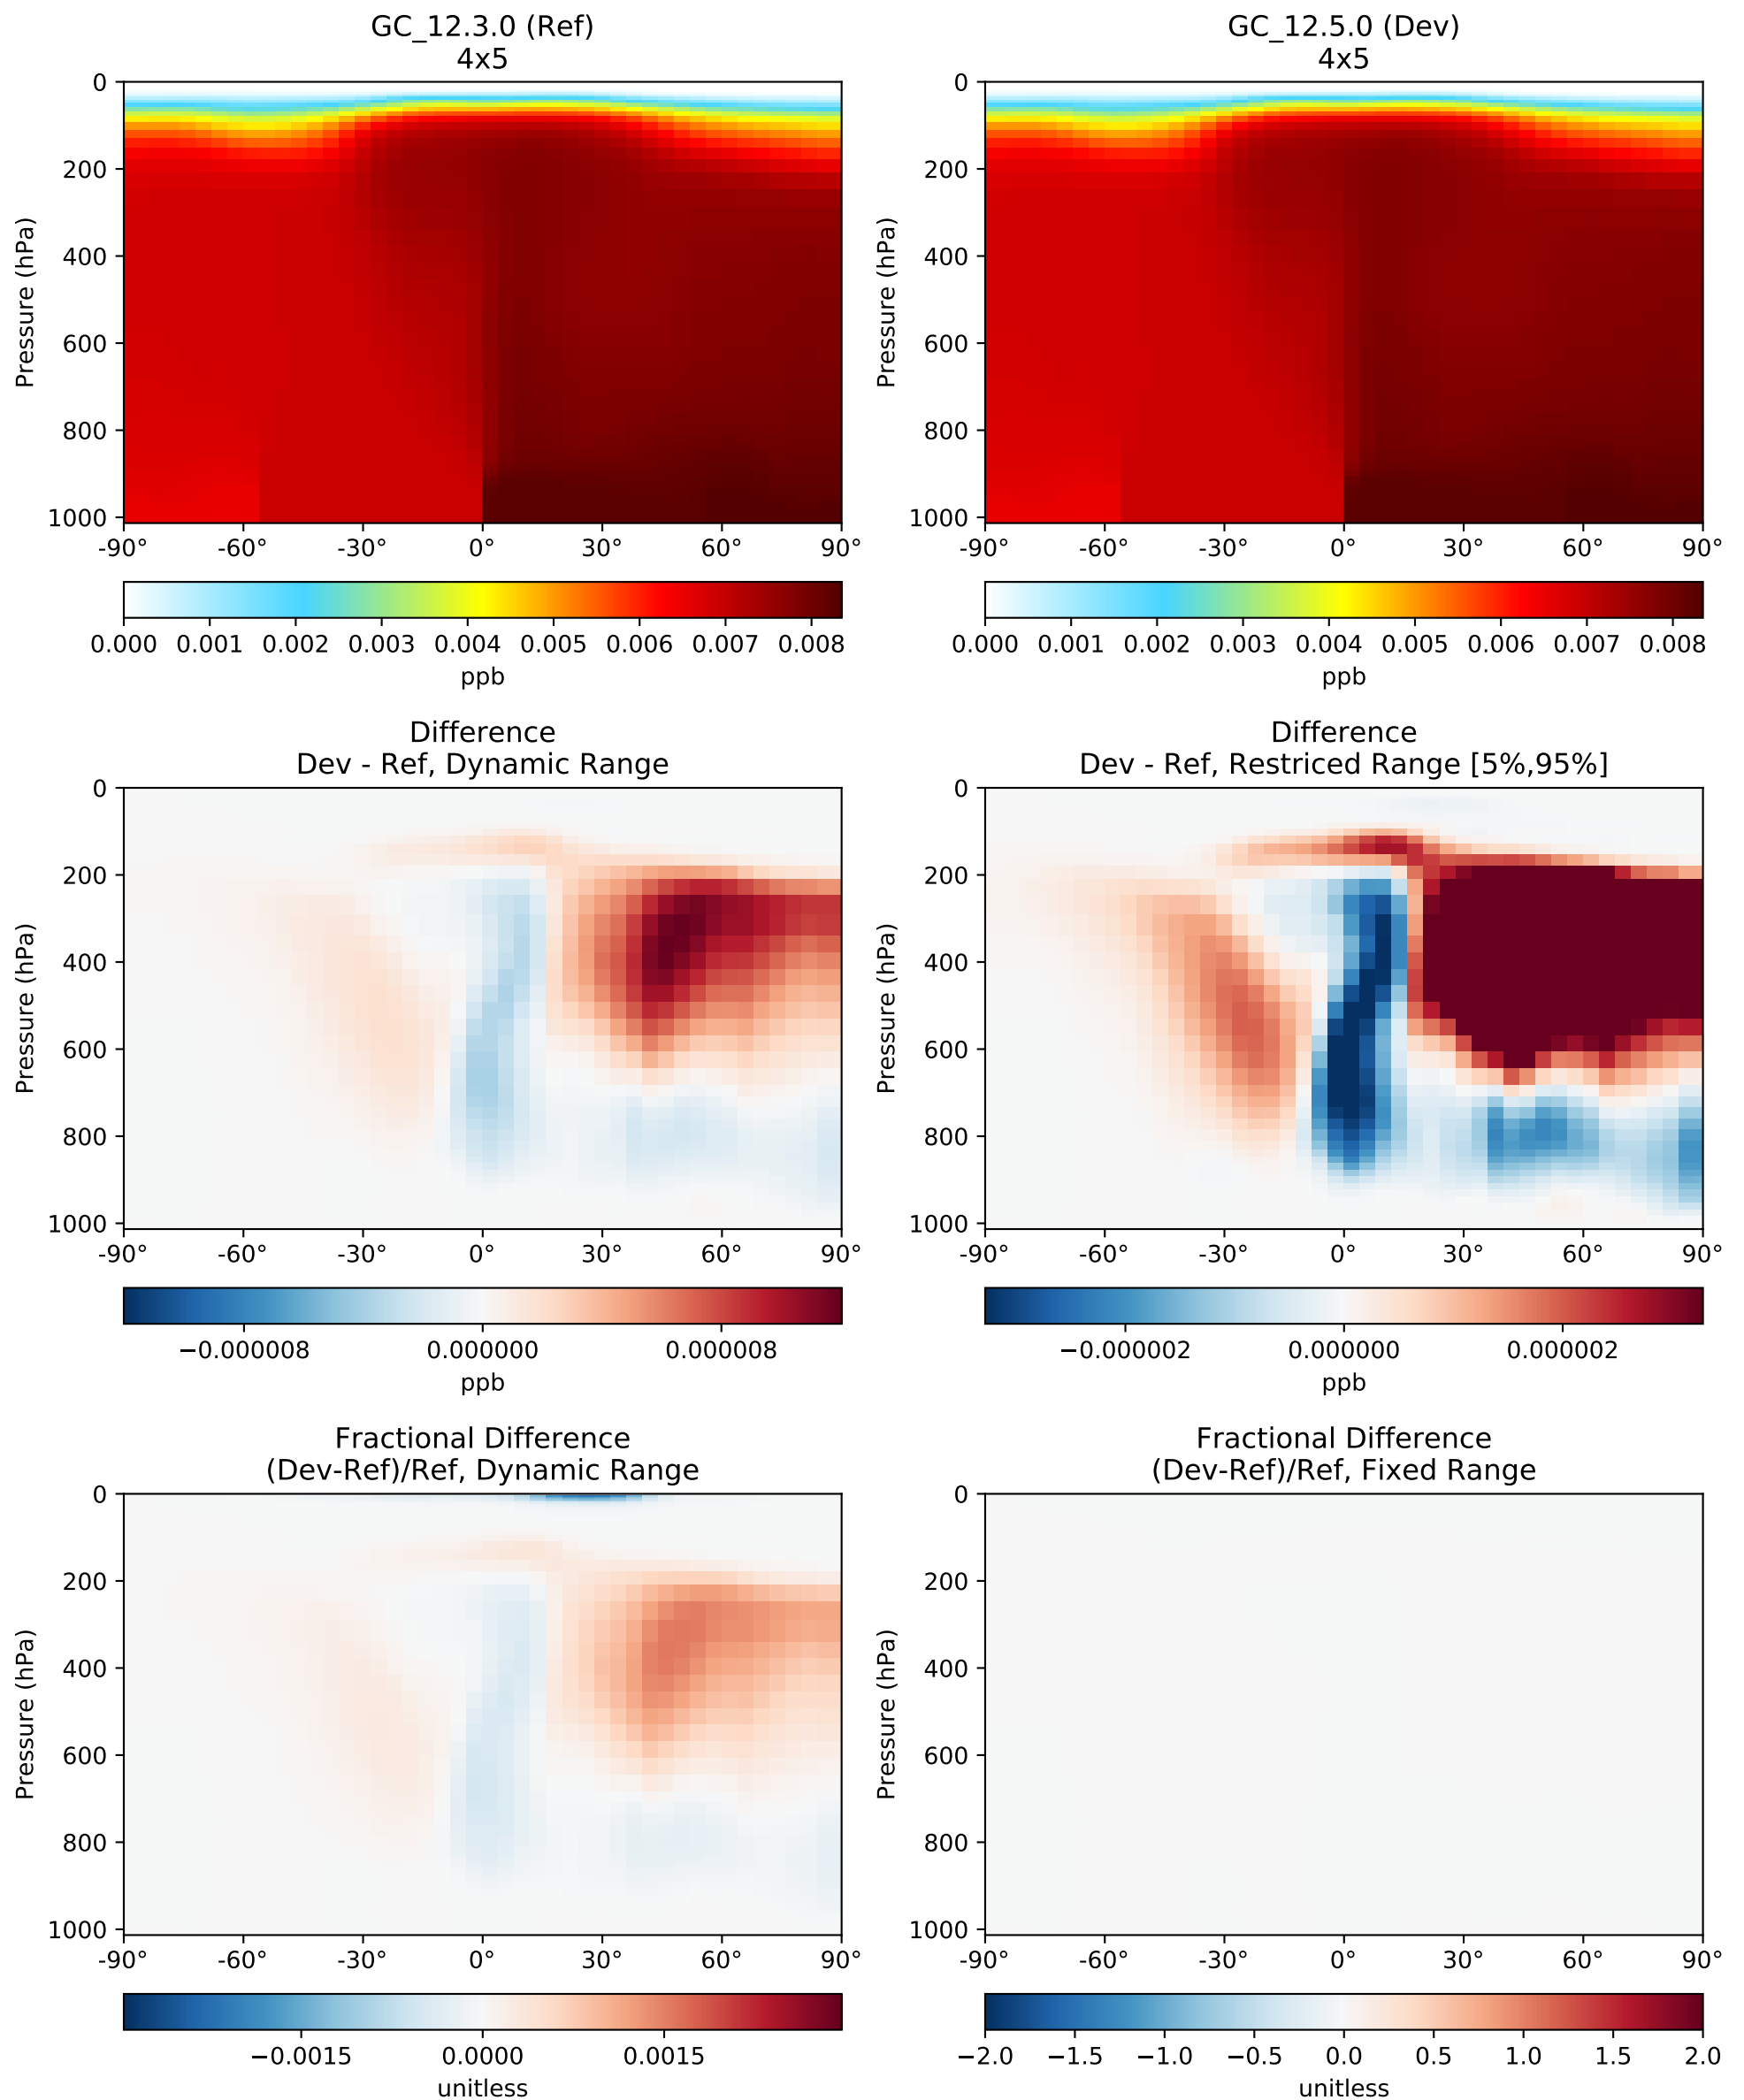 GC_12.3.0 (Ref)
4x5
GC_12.5.0 (Dev)
4x5
Pressure (hPa)
0
200
400
600
800
1000
-90° -60° -30° 0° 30° 60° 90°
0.000 0.001 0.002 0.003 0.004 0.005 0.006 0.007 0.008
ppb
Pressure (hPa)
0
200
400
600
800
1000
-90° -60° -30° 0° 30° 60° 90°
0.000 0.001 0.002 0.003 0.004 0.005 0.006 0.007 0.008
ppb
Difference
Dev - Ref, Dynamic Range
Pressure (hPa)
0
200
400
600
800
1000
-90° -60° -30° 0° 30° 60° 90°
−0.000008 0.000000 0.000008
ppb
Difference
Dev - Ref, Restriced Range [5%,95%]
Pressure (hPa)
0
200
400
600
800
1000
-90° -60° -30° 0° 30° 60° 90°
−0.000002 0.000000 0.000002
ppb
Fractional Difference
(Dev-Ref)/Ref, Dynamic Range
Pressure (hPa)
0
200
400
600
800
1000
-90° -60° -30° 0° 30° 60° 90°
−0.0015 0.0000 0.0015
unitless
Fractional Difference
(Dev-Ref)/Ref, Fixed Range
Pressure (hPa)
0
200
400
600
800
1000
-90° -60° -30° 0° 30° 60° 90°
−2.0 −1.5 −1.0 −0.5 0.0 0.5 1.0 1.5 2.0
unitless